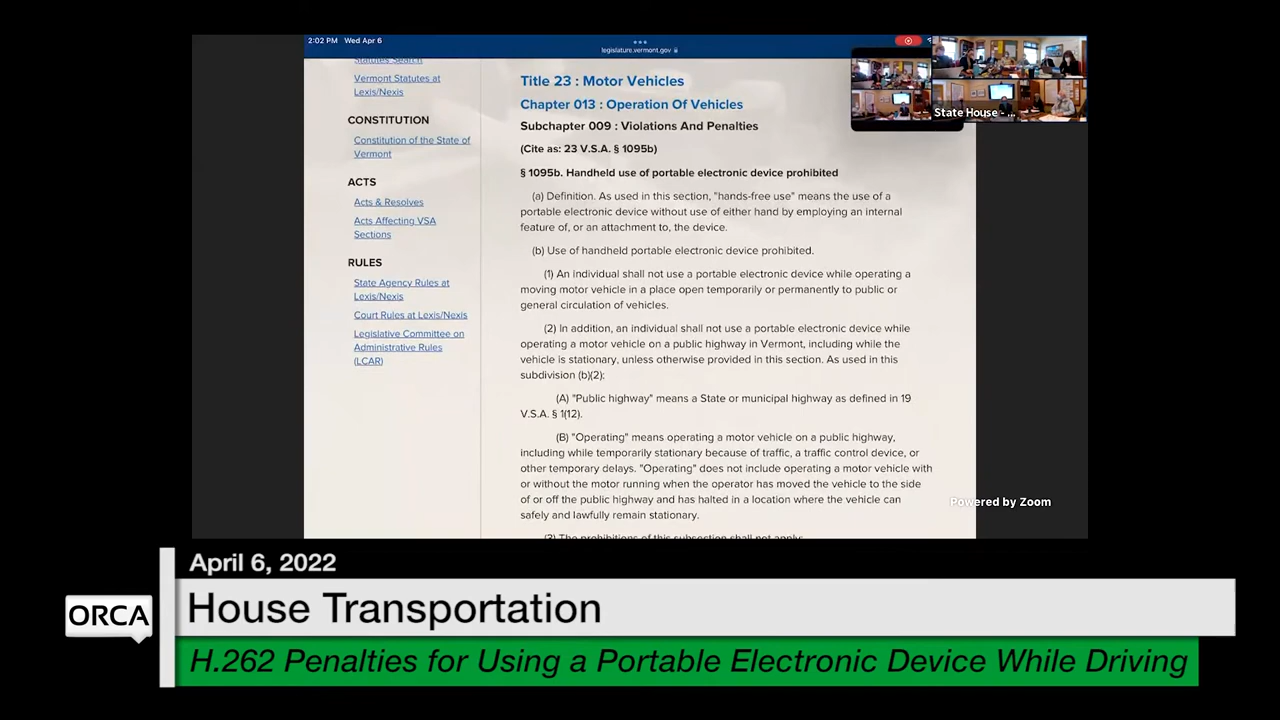 2:02 PM Wed Apr 6
legislature.vermont.gov
Statutes Search
Vermont Statutes at
Lexis/Nexis
CONSTITUTION
Constitution of the State of
Vermont
ACTS
Acts & Resolves
Acts Affecting VSA
Sections
RULES
State Agency Rules at
Lexis/Nexis
Court Rules at Lexis/Nexis
Legislative Committee on
Administrative Rules
(LCAR)
Title 23 : Motor Vehicles
Chapter 013 : Operation Of Vehicles
Subchapter 009 : Violations And Penalties
(Cite as: 23 V.S.A. § 1095b)
§ 1095b. Handheld use of portable electronic device prohibited
(a) Definition. As used in this section, "hands-free use" means the use of a
portable electronic device without use of either hand by employing an internal
feature of, or an attachment to, the device.
(b) Use of handheld portable electronic device prohibited.
(1) An individual shall not use a portable electronic device while operating a
moving motor vehicle in a place open temporarily or permanently to public or
general circulation of vehicles.
(2) In addition, an individual shall not use a portable electronic device while
operating a motor vehicle on a public highway in Vermont, including while the
vehicle is stationary, unless otherwise provided in this section. As used in this
subdivision (b)(2):
(A) "Public highway" means a State or municipal highway as defined in 19
V.S.A. § 1(12).
(B) "Operating" means operating a motor vehicle on a public highway,
including while temporarily stationary because of traffic, a traffic control device, or
other temporary delays. "Operating" does not include operating a motor vehicle with
or without the motor running when the operator has moved the vehicle to the side
of or off the public highway and has halted in a location where the vehicle can
safely and lawfully remain stationary.
(3) The prohibitions of this subsection shall not apply:
State House - ...
Powered by Zoom
April 6, 2022
ORCA
House Transportation
H.262 Penalties for Using a Portable Electronic Device While Driving